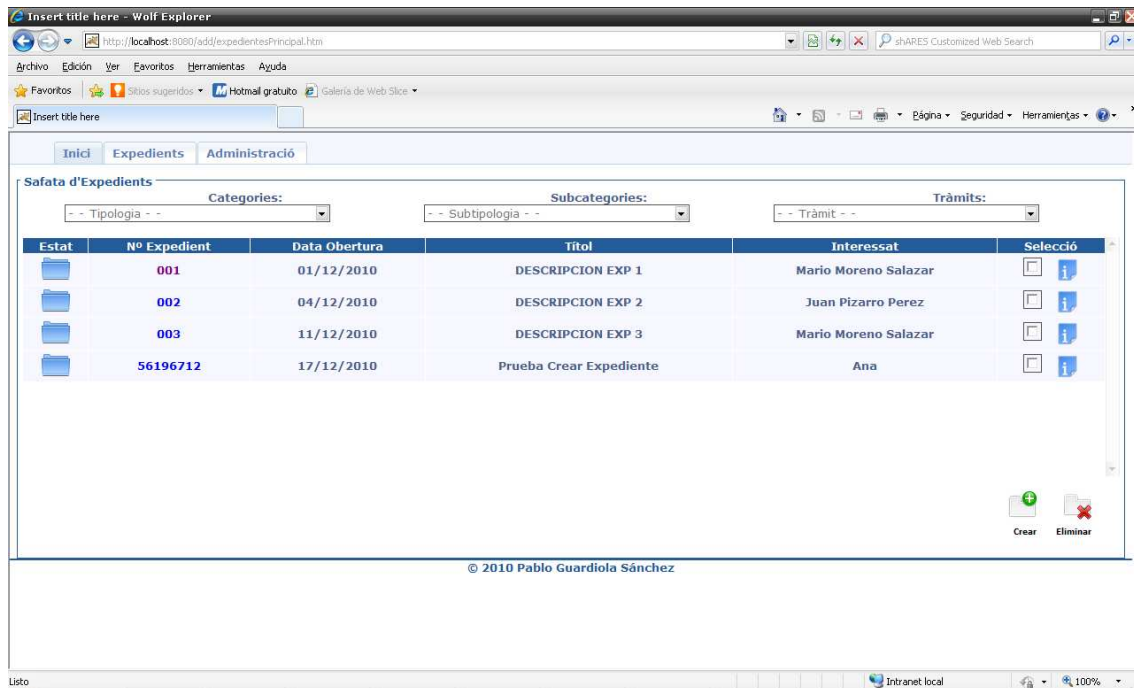 Insert title here - Wolf Explorer
http://localhost:8080/add/expedientesPrincipal.htm
shARES Customized Web Search
Archivo Edición Ver Favoritos Herramientas Ayuda
Favoritos Sitios sugeridos Hotmail gratuito Galería de Web Slice
Insert title here Página Seguridad Herramientas
Inici Expedients Administració
Safata d'Expedients
Categories: Subcategories: Tràmits:
- - Tipologia - - - - Subtipologia - - - - Tràmit - -
Estat Nº Expedient Data Obertura Títol Interessat Selecció
001 01/12/2010 DESCRIPCION EXP 1 Mario Moreno Salazar
002 04/12/2010 DESCRIPCION EXP 2 Juan Pizarro Perez
003 11/12/2010 DESCRIPCION EXP 3 Mario Moreno Salazar
56196712 17/12/2010 Prueba Crear Expediente Ana
Crear Eliminar
© 2010 Pablo Guardiola Sánchez
Listo Intranet local 100%